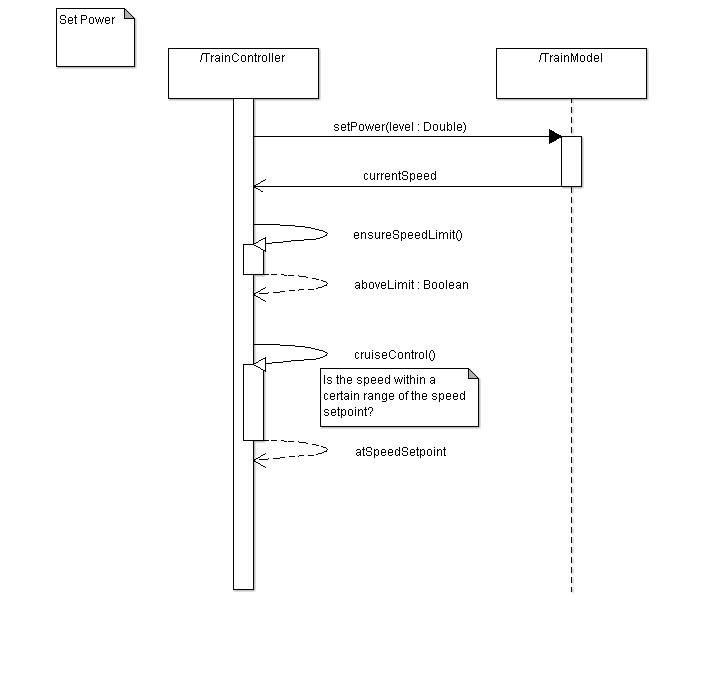 Set Power
/TrainController
/TrainModel
setPower(level : Double)
currentSpeed
ensureSpeedLimit()
aboveLimit : Boolean
cruiseControl()
Is the speed within a
certain range of the speed
setpoint?
atSpeedSetpoint